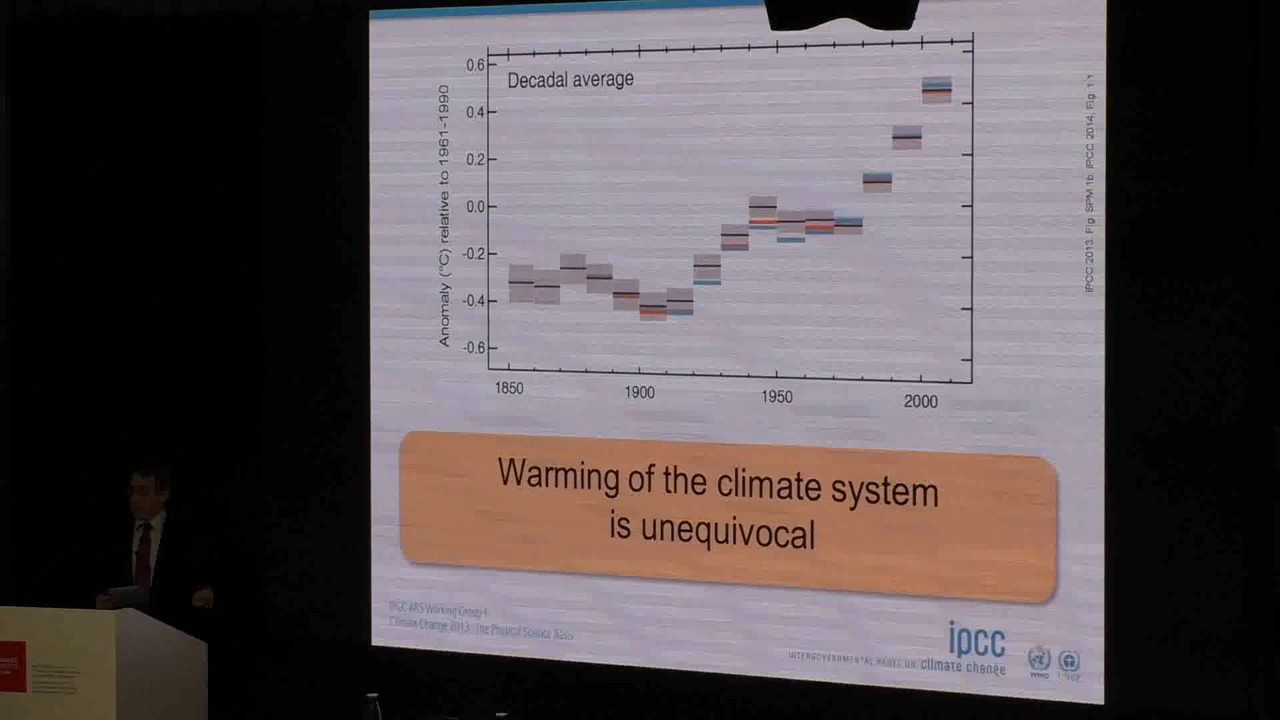 Decadal average
0.6
0.4
0.2
0.0
-0.2
-0.4
-0.6
Anomaly (°C) relative to 1961-1990
1850
1900
1950
2000
IPCC 2013, Fig. SPM 1b. IPCC 2014, Fig. 1.1
Warming of the climate system
is unequivocal
IPCC AR5 Working Group I
Climate Change 2013: The Physical Science Basis
ipcc
INTERGOVERNMENTAL PANEL ON climate change
WMO
UNEP